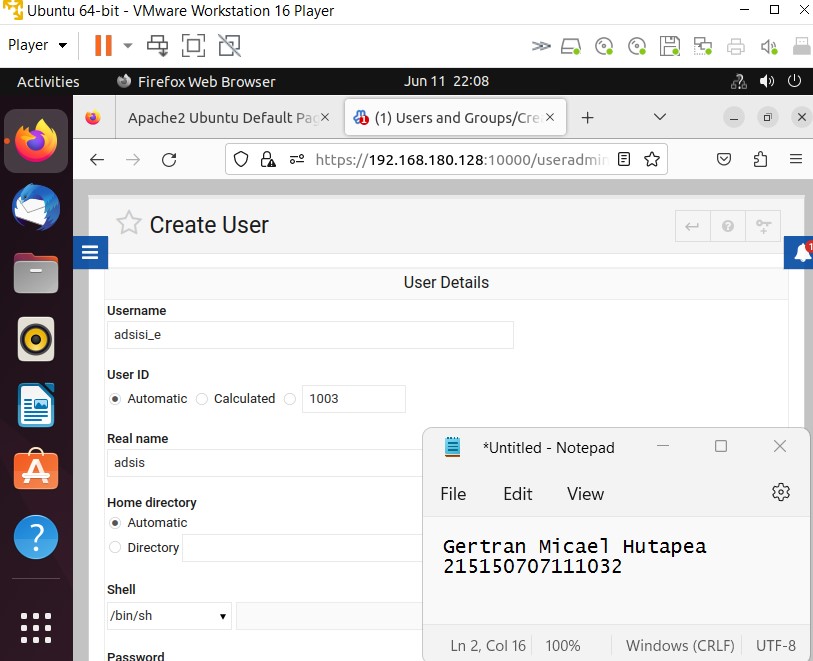 Ubuntu 64-bit - VMware Workstation 16 Player
Player
Activities
Firefox Web Browser
Jun 11 22:08
Apache2 Ubuntu Default Pag
(1) Users and Groups/Cre
https://192.168.180.128:10000/useradmin
Create User
1
User Details
Username
adsisi_e
User ID
Automatic
Calculated
1003
Real name
adsis
Home directory
Automatic
Directory
Shell
/bin/sh
Password
*Untitled - Notepad
File
Edit
View
Gertran Micael Hutapea
215150707111032
Ln 2, Col 16
100%
Windows (CRLF)
UTF-8